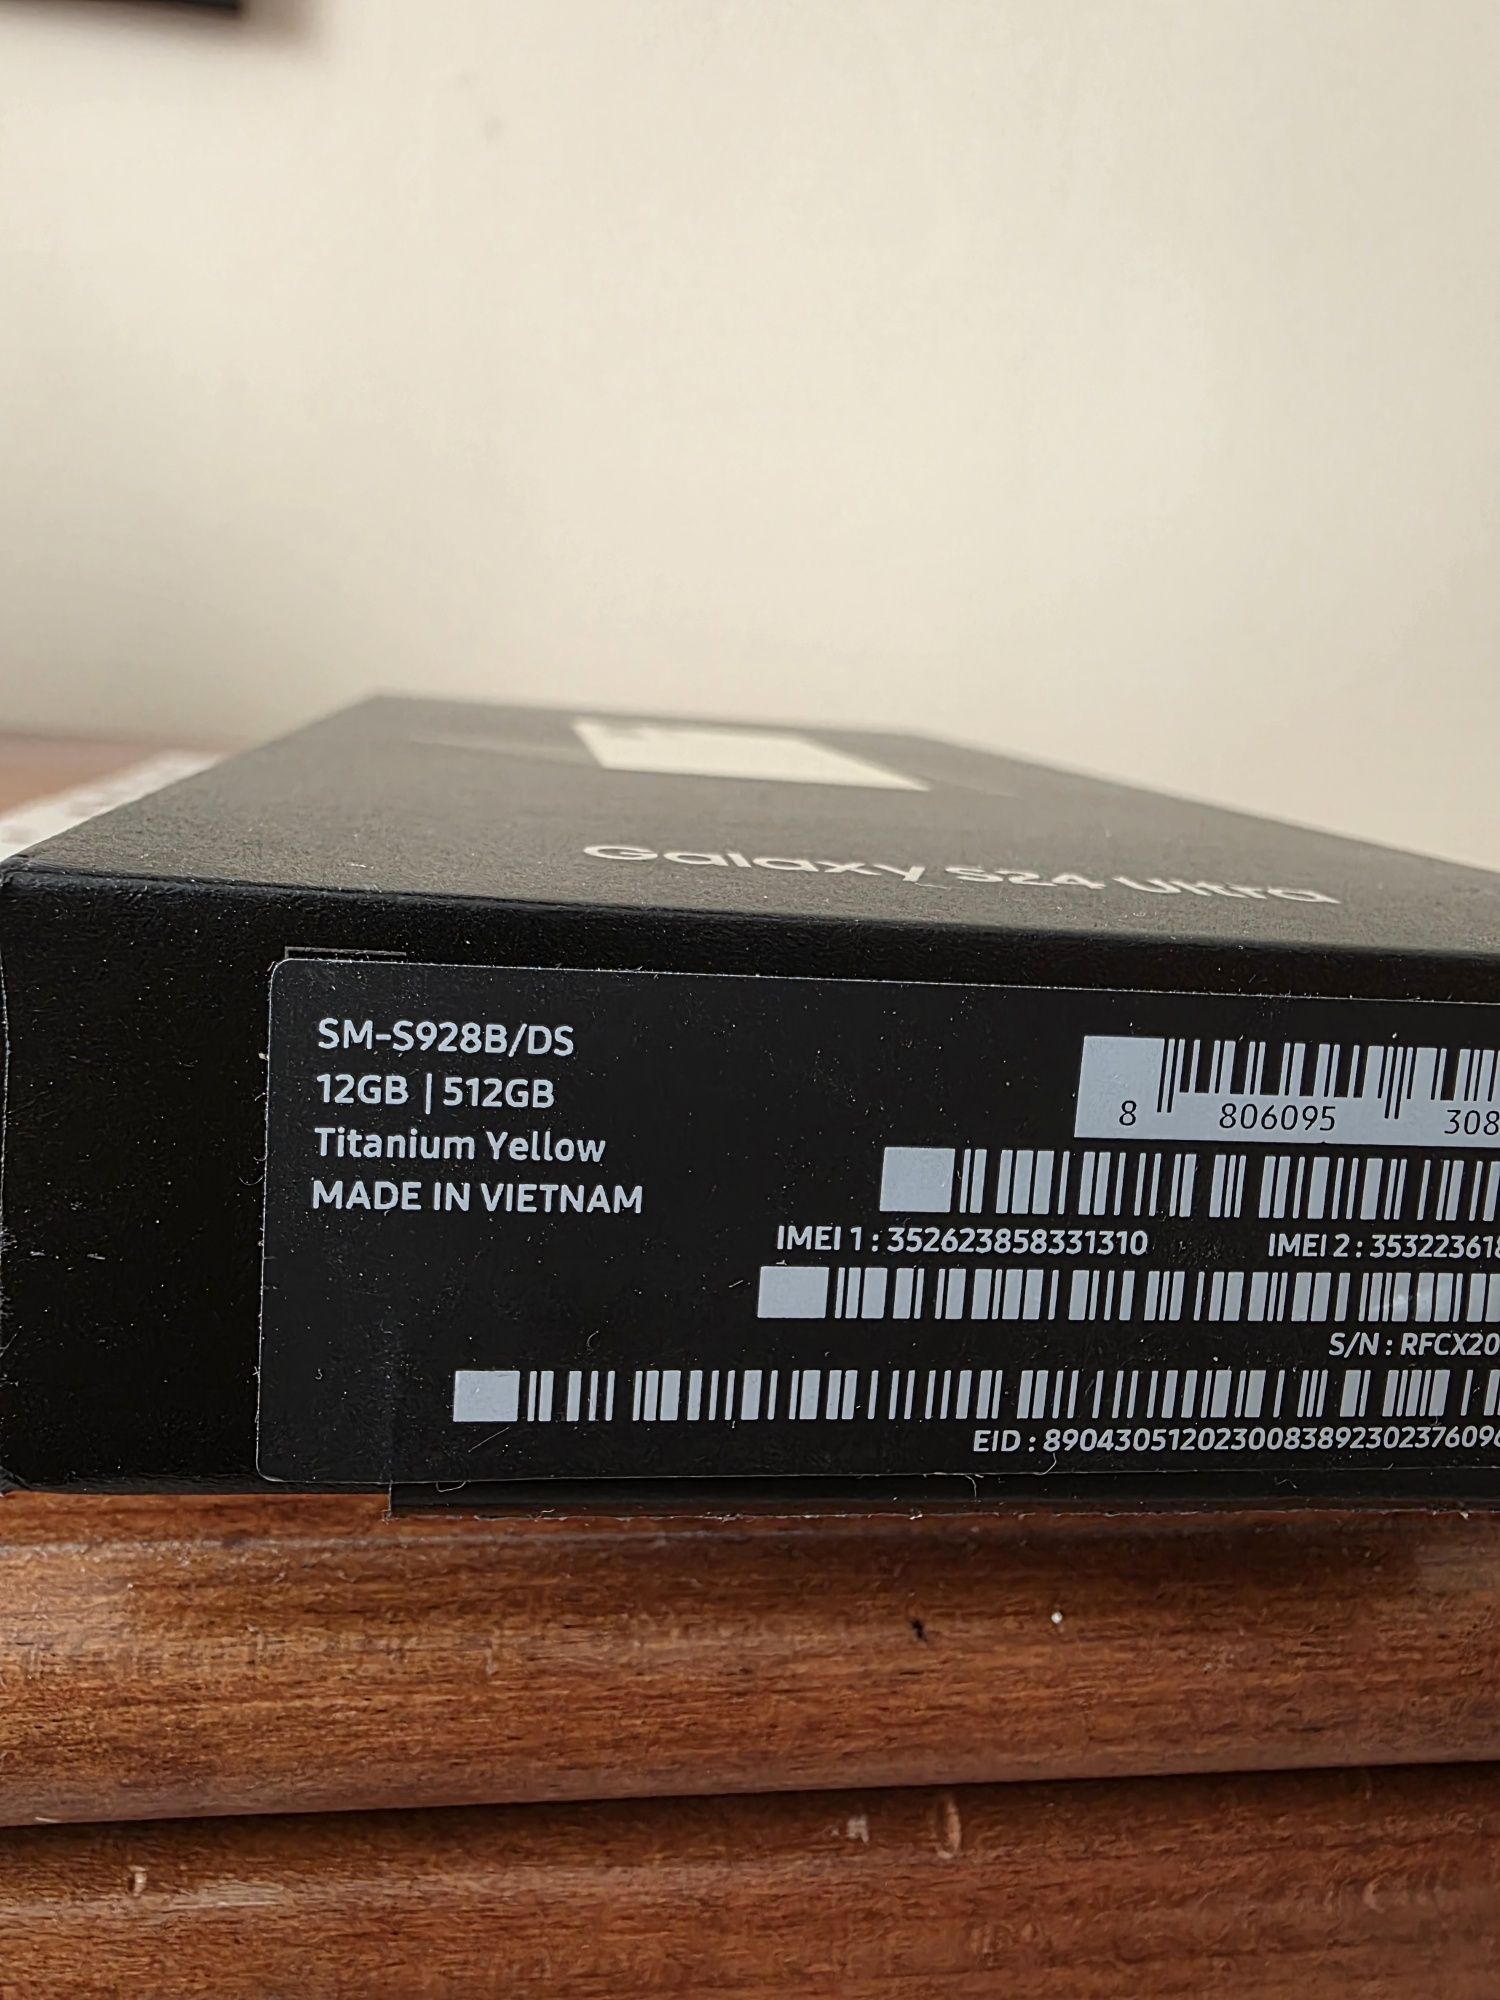 Galaxy S24 Ultra
SM-S928B/DS
12GB | 512GB
Titanium Yellow
MADE IN VIETNAM
8 806095 308
IMEI 1 : 352623858331310 IMEI 2 : 35322361
S/N : RFCX20
EID : 890430512023008389230237609